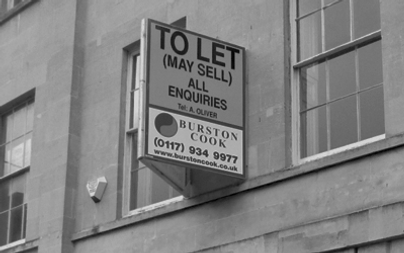 TO LET
(MAY SELL)
ALL
ENQUIRIES
Tel: A. OLIVER
BURSTON
COOK
(0117) 934 9977
www.burstoncook.co.uk